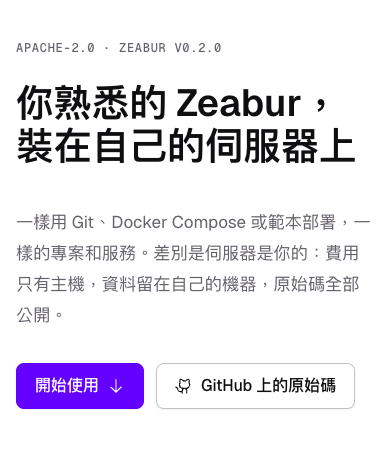 APACHE-2.0 · ZEABUR V0.2.0
你熟悉的 Zeabur，
裝在自己的伺服器上
一樣用 Git、Docker Compose 或範本部署，一
樣的專案和服務。差別是伺服器是你的：費用
只有主機，資料留在自己的機器，原始碼全部
公開。
開始使用 ↓
GitHub 上的原始碼